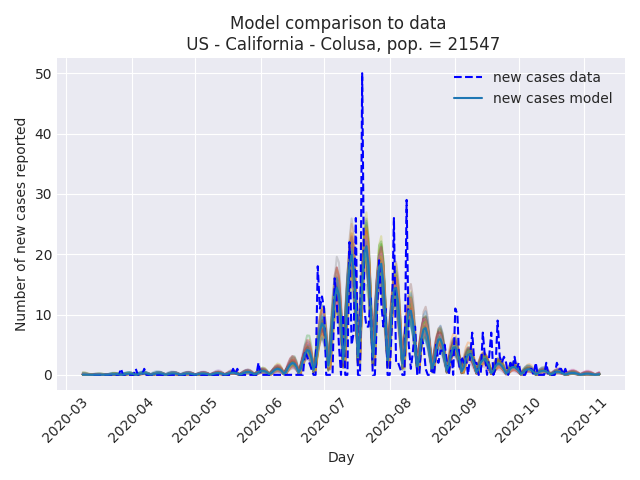 Model comparison to data
US - California - Colusa, pop. = 21547
new cases data
new cases model
Number of new cases reported
50
40
30
20
10
0
2020-03
2020-04
2020-05
2020-06
2020-07
2020-08
2020-09
2020-10
2020-11
Day